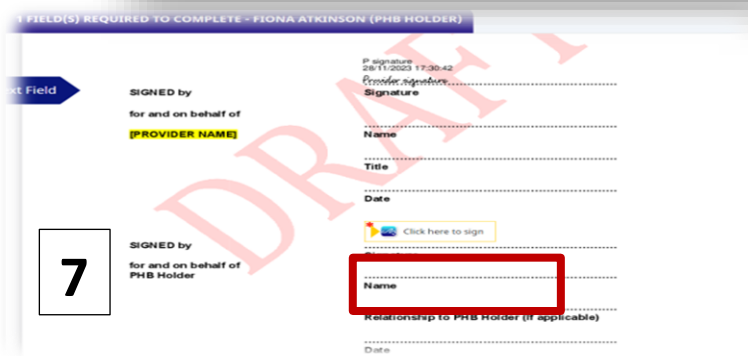 1 FIELD(S) REQUIRED TO COMPLETE - FIONA ATKINSON (PHB HOLDER)
P signature
28/11/2023 17:30:42
Provider signature
xt Field
SIGNED by
Signature
for and on behalf of
[PROVIDER NAME]
Name
Title
Date
DRAFT
Click here to sign
SIGNED by
Signature
for and on behalf of
PHB Holder
7
Name
Relationship to PHB Holder (if applicable)
Date